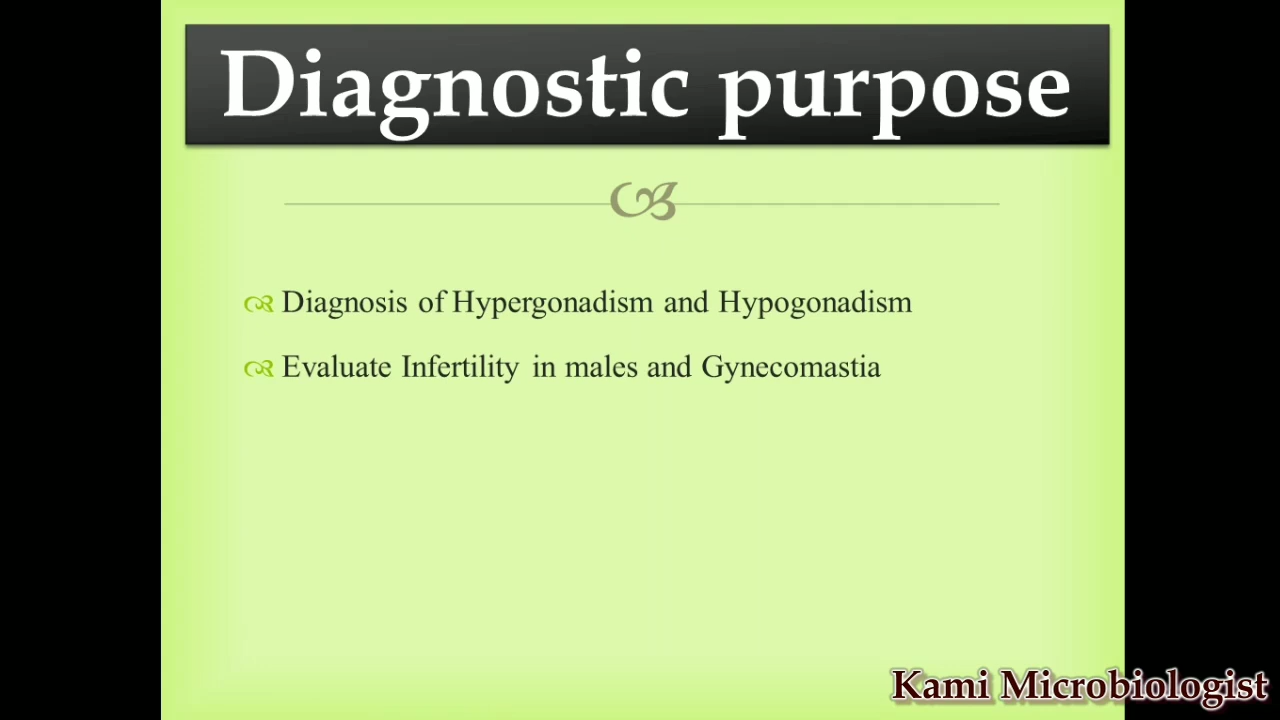 Diagnostic purpose
Diagnosis of Hypergonadism and Hypogonadism
Evaluate Infertility in males and Gynecomastia
Kami Microbiologist